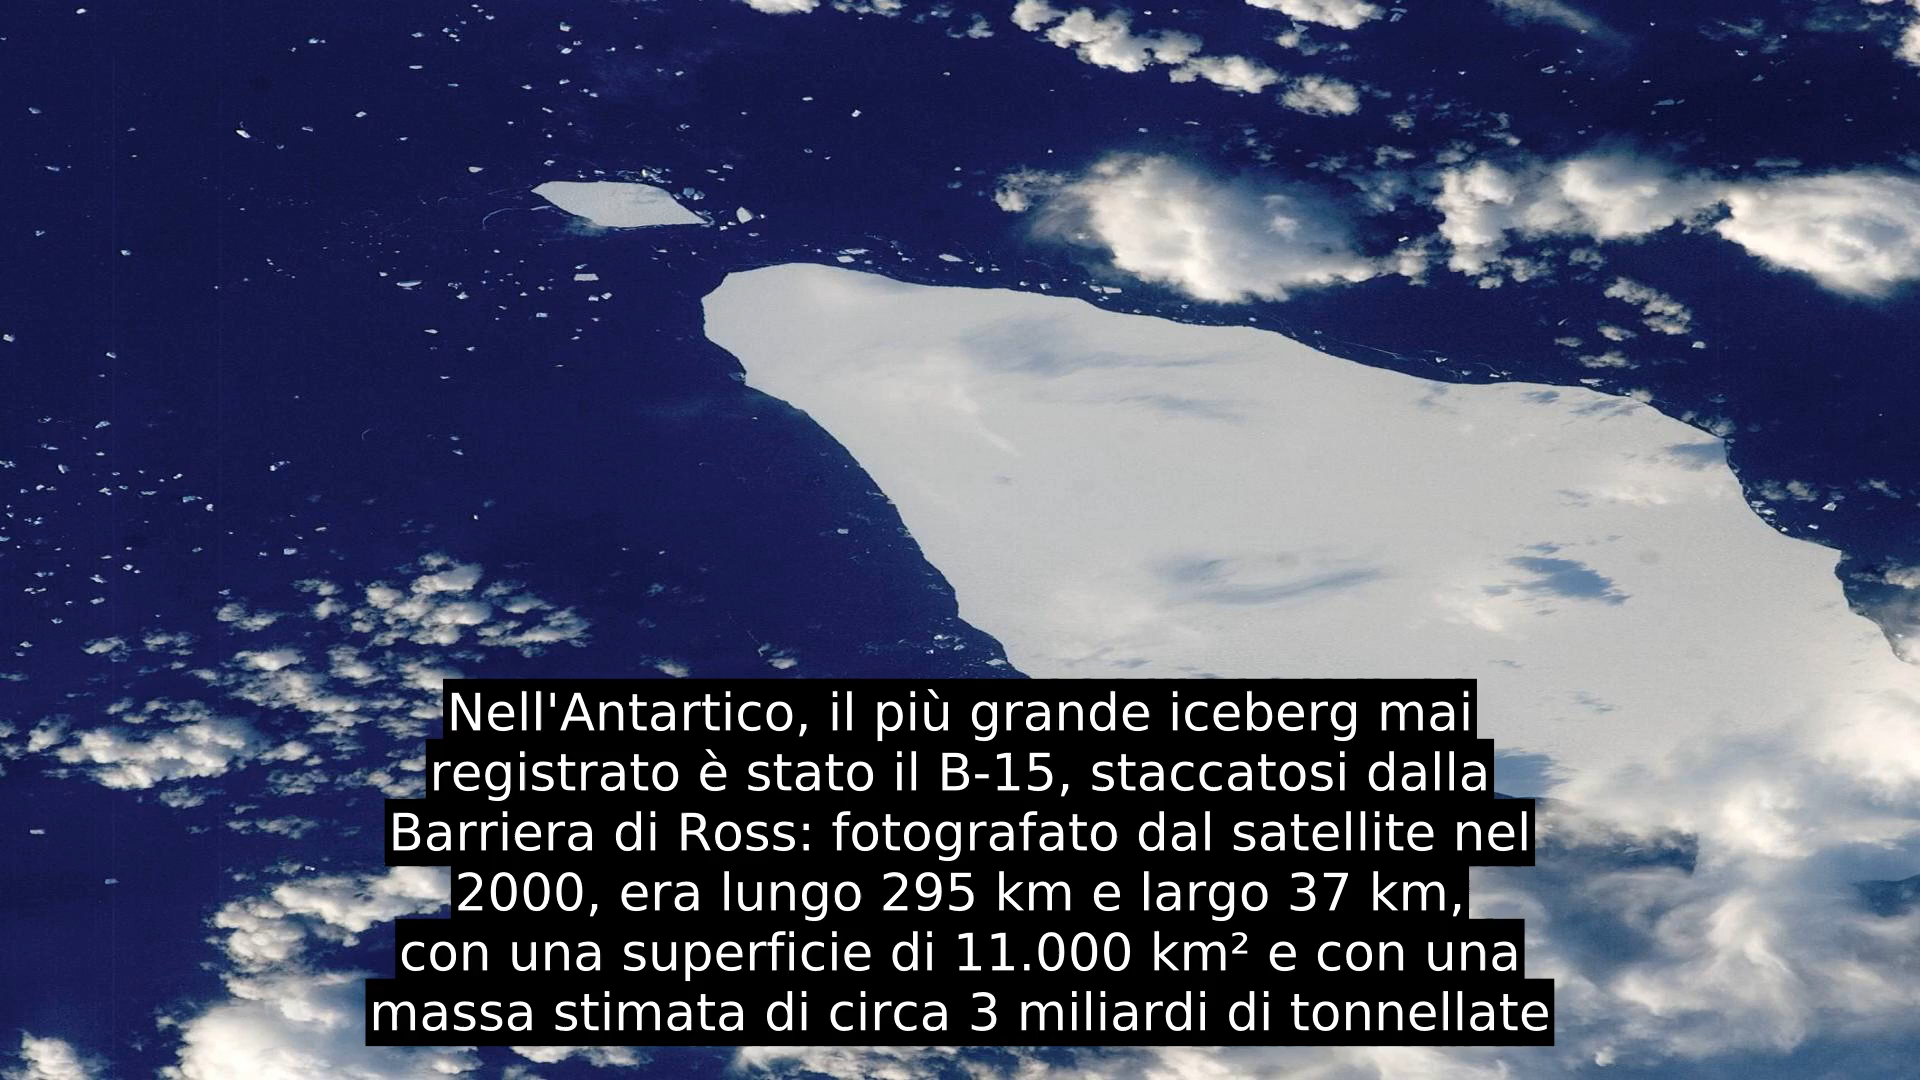 Nell'Antartico, il più grande iceberg mai
registrato è stato il B-15, staccatosi dalla
Barriera di Ross: fotografato dal satellite nel
2000, era lungo 295 km e largo 37 km,
con una superficie di 11.000 km² e con una
massa stimata di circa 3 miliardi di tonnellate